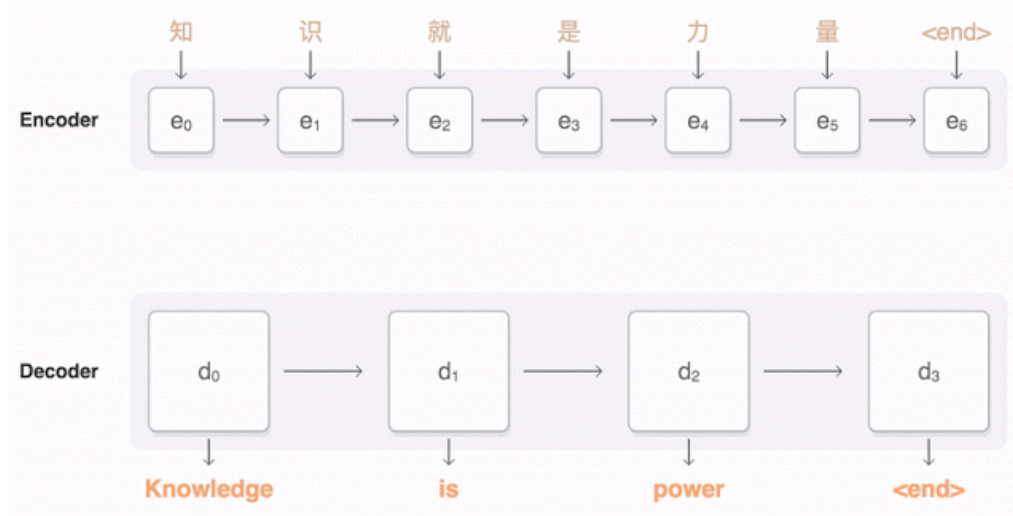 知 识 就 是 力 量 <end>
Encoder e₀ e₁ e₂ e₃ e₄ e₅ e₆
Decoder d₀ d₁ d₂ d₃
Knowledge is power <end>